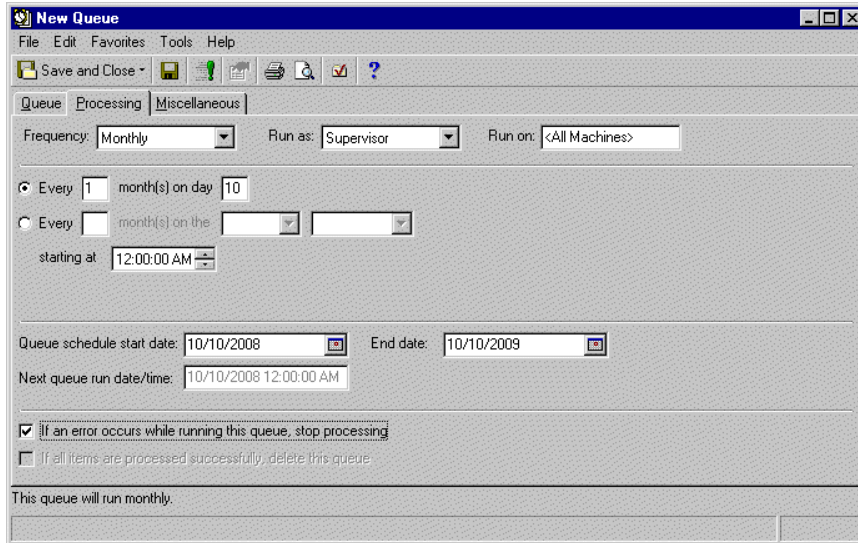 New Queue
File Edit Favorites Tools Help
Save and Close
Queue Processing Miscellaneous
Frequency: Monthly Run as: Supervisor Run on: <All Machines>
Every 1 month(s) on day 10
Every month(s) on the
starting at 12:00:00 AM
Queue schedule start date: 10/10/2008 End date: 10/10/2009
Next queue run date/time: 10/10/2008 12:00:00 AM
If an error occurs while running this queue, stop processing
If all items are processed successfully, delete this queue
This queue will run monthly.